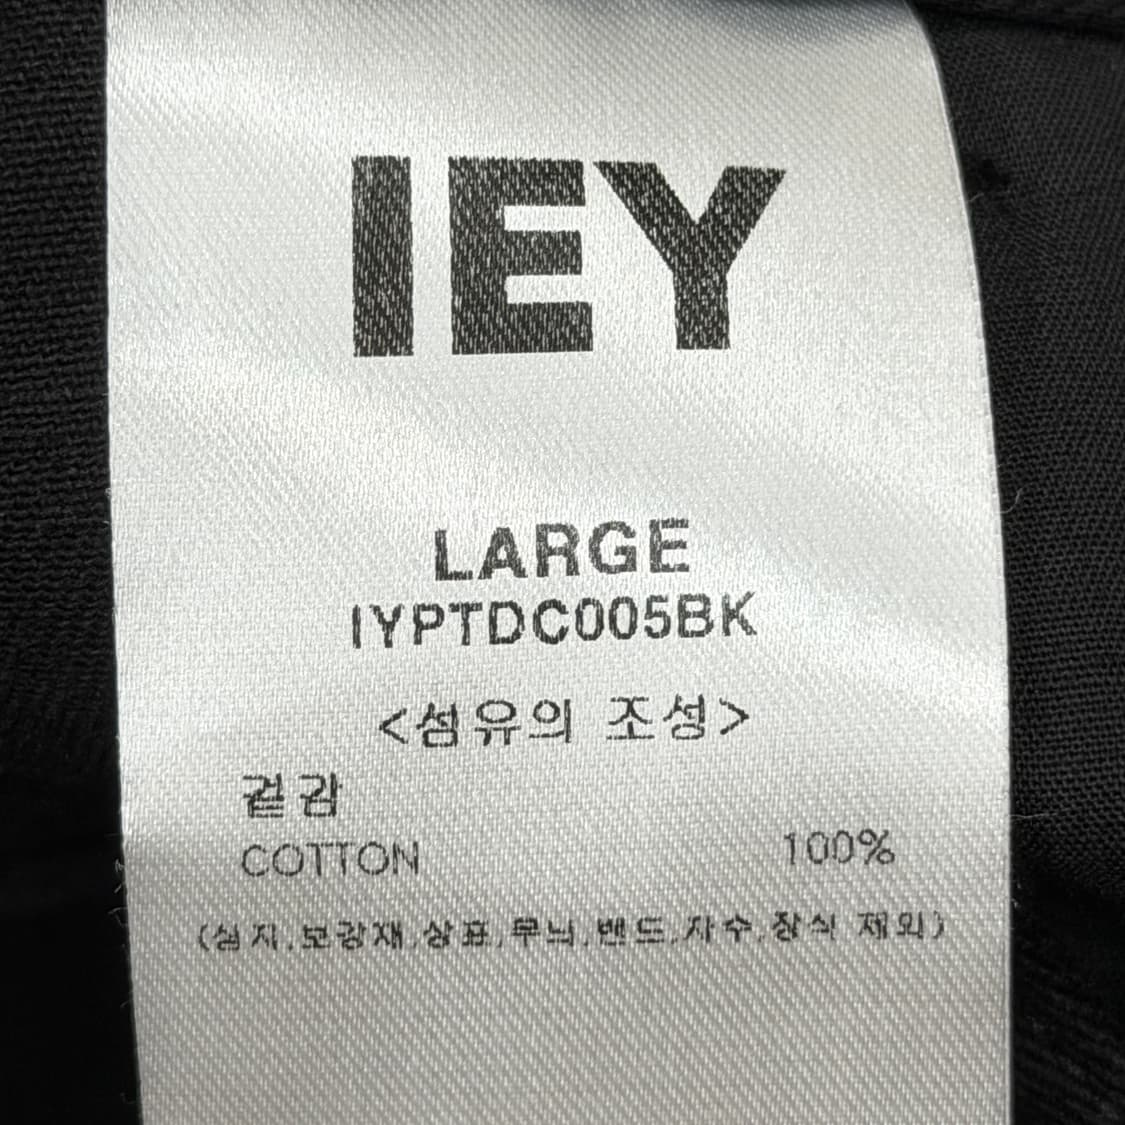 IEY
LARGE
IYPTDC005BK
<섬유의 조성>
겉감
COTTON 100%
(심지,보강재,상표,무늬,밴드,자수,장식 제외)